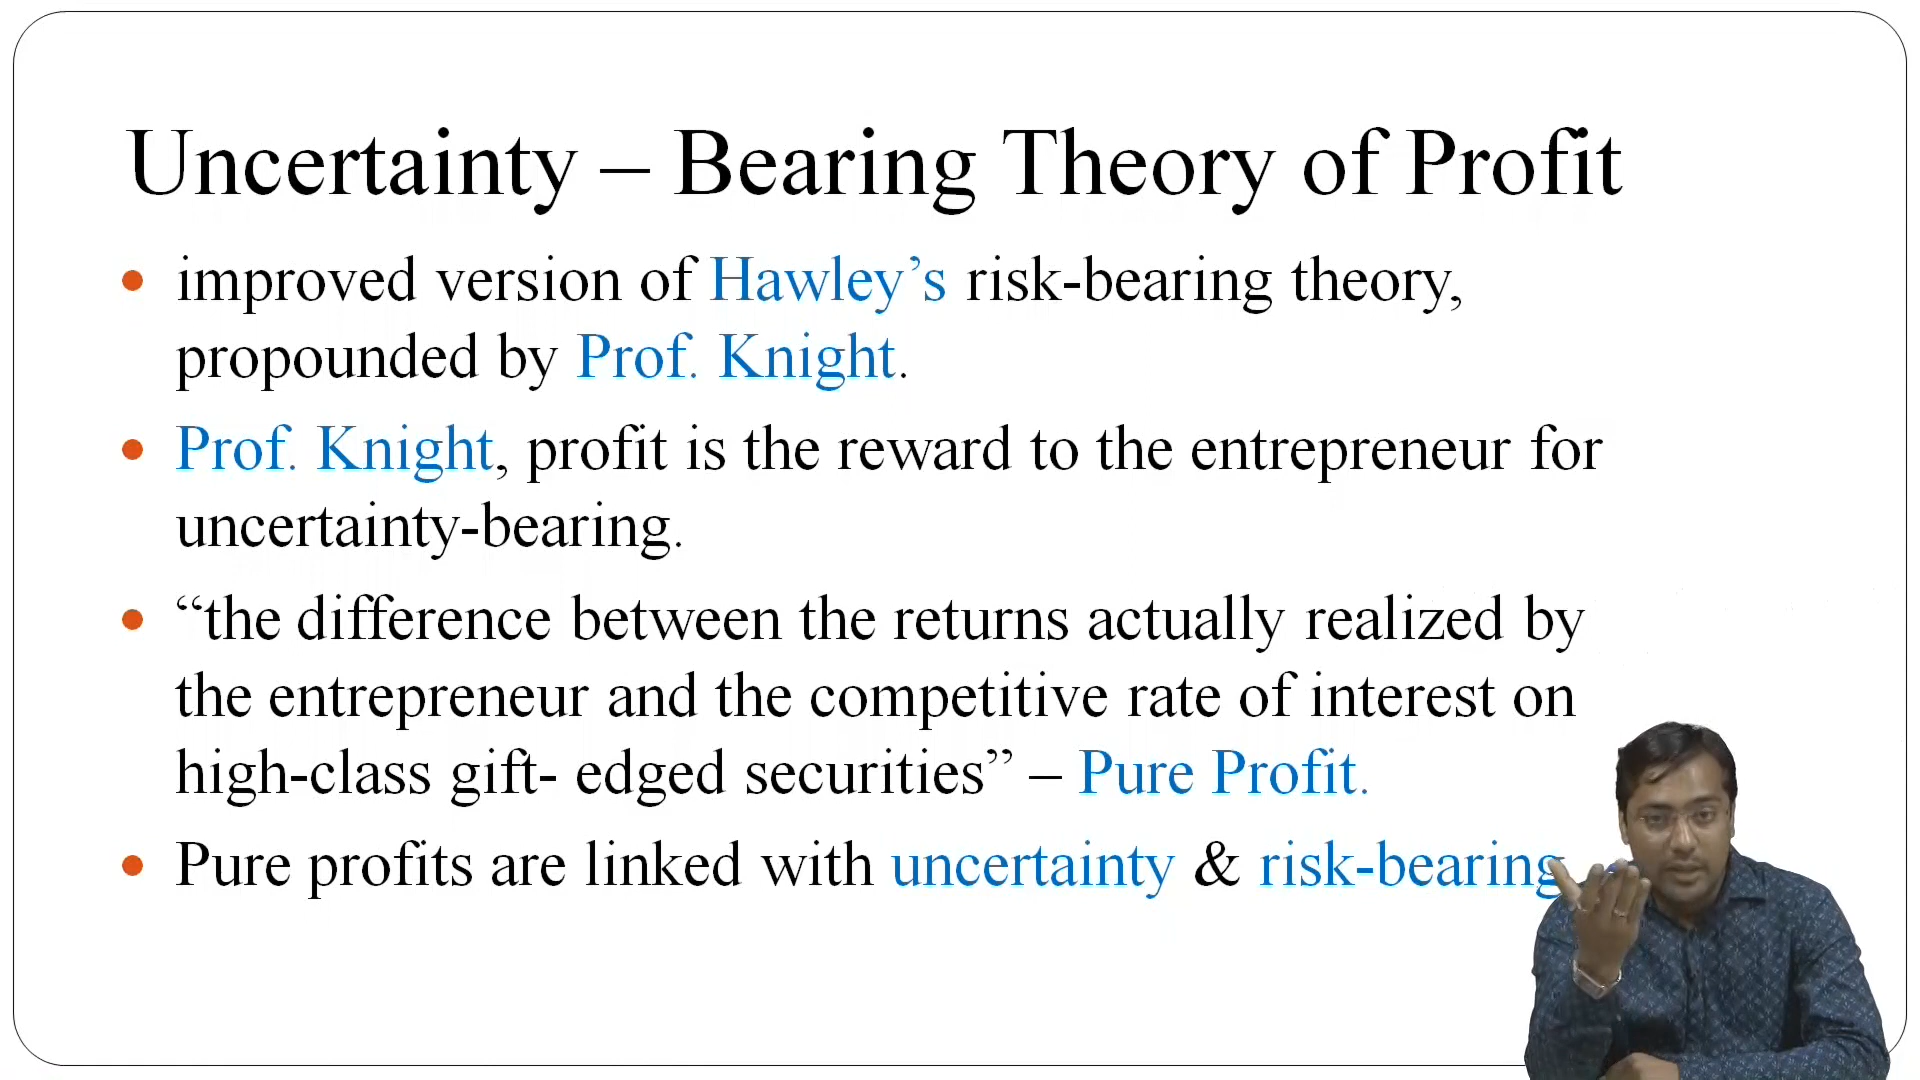 Uncertainty – Bearing Theory of Profit
• improved version of Hawley’s risk-bearing theory,
propounded by Prof. Knight.
• Prof. Knight, profit is the reward to the entrepreneur for
uncertainty-bearing.
• “the difference between the returns actually realized by
the entrepreneur and the competitive rate of interest on
high-class gift- edged securities” – Pure Profit.
• Pure profits are linked with uncertainty & risk-bearing